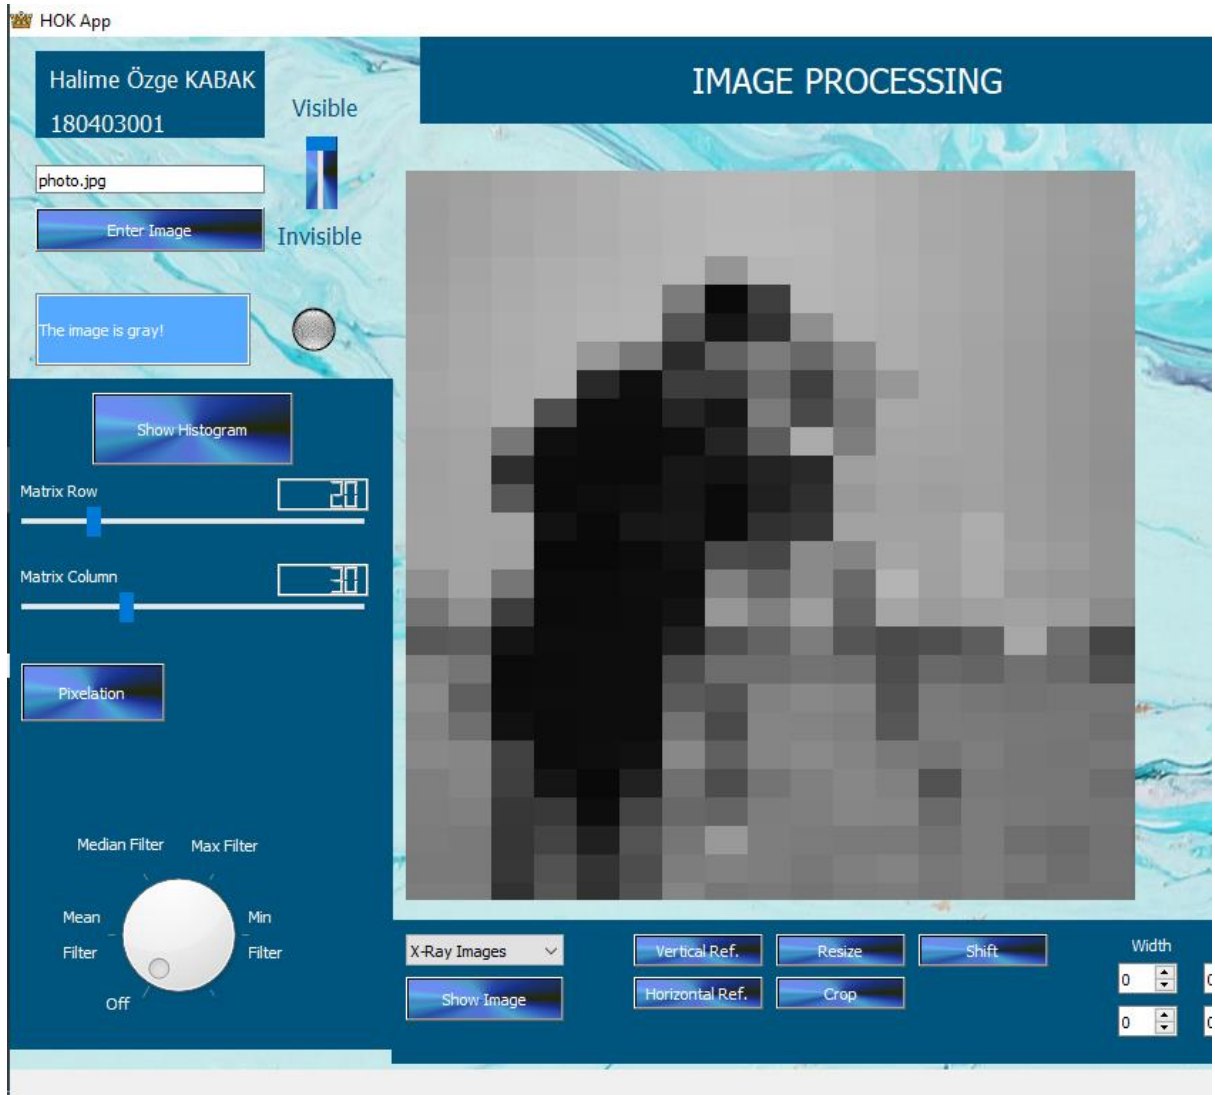 HOK App
Halime Özge KABAK
180403001
Visible
Invisible
photo.jpg
Enter Image
The image is gray!
IMAGE PROCESSING
Show Histogram
Matrix Row
20
Matrix Column
30
Pixelation
Median Filter
Max Filter
Mean
Filter
Min
Filter
Off
X-Ray Images
Show Image
Vertical Ref.
Resize
Shift
Horizontal Ref.
Crop
Width
0
0